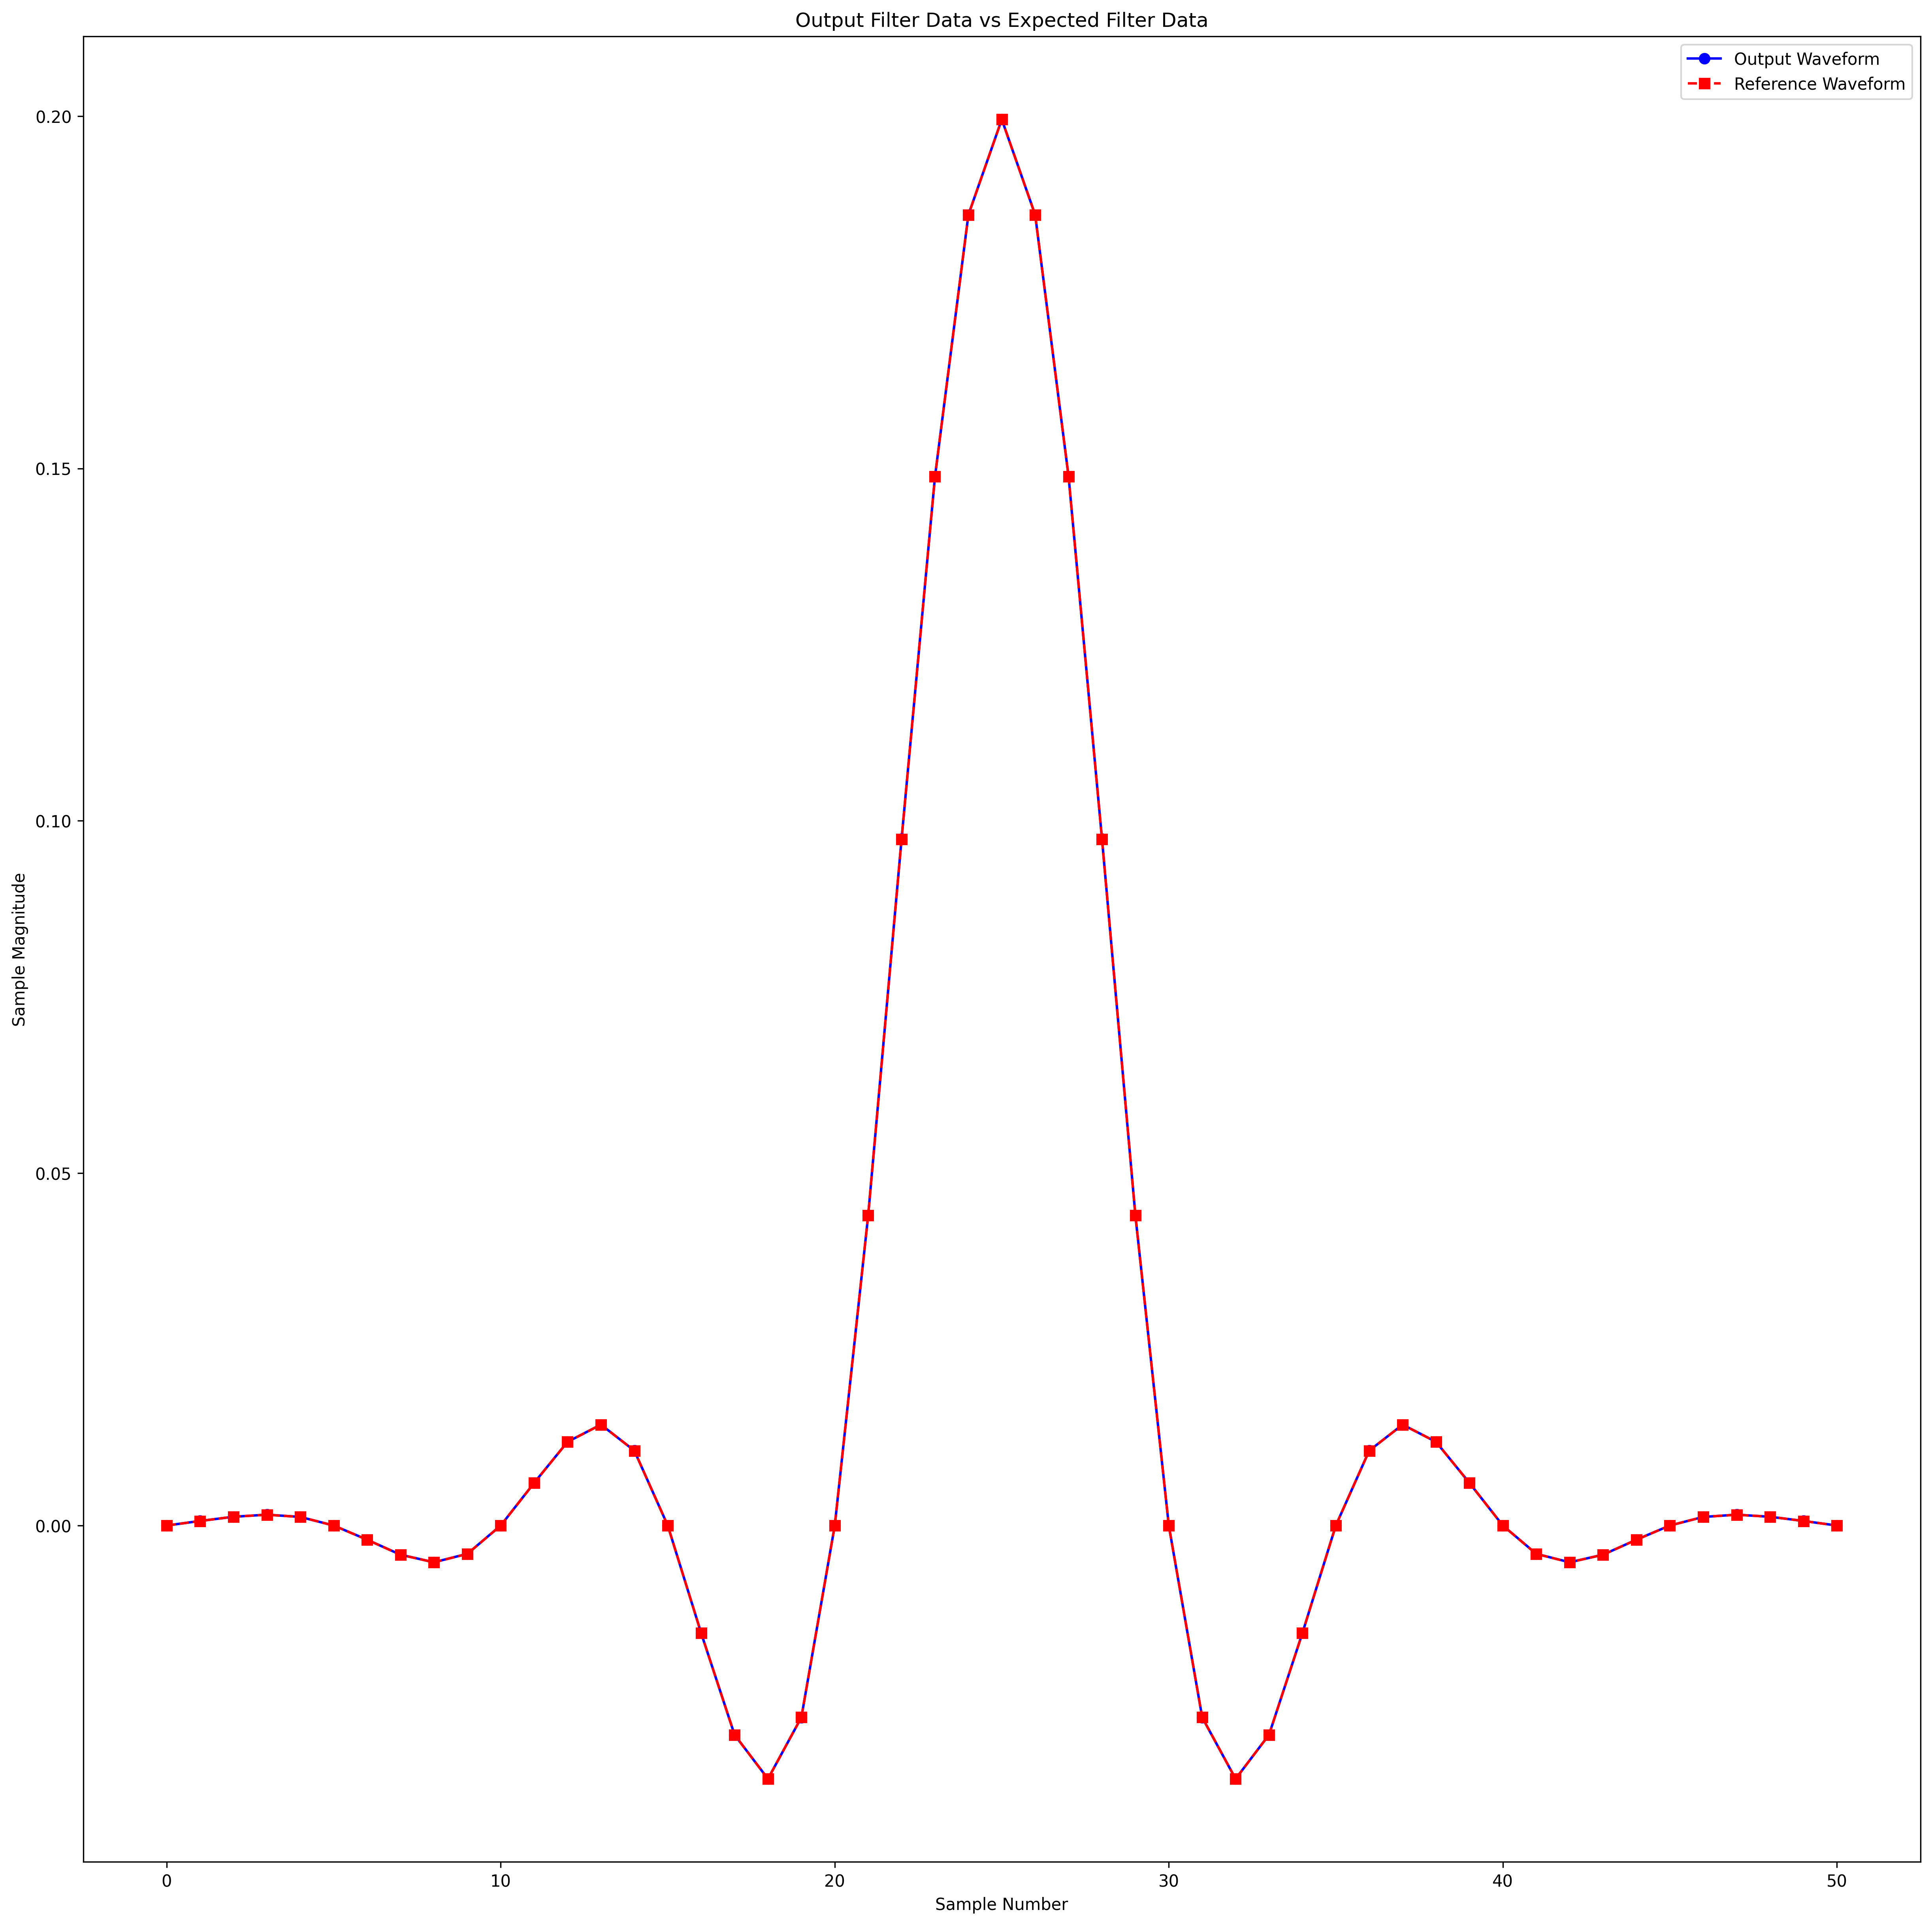 Output Filter Data vs Expected Filter Data
Output Waveform
Reference Waveform
0.20
0.15
0.10
0.05
0.00
Sample Magnitude
0 10 20 30 40 50
Sample Number